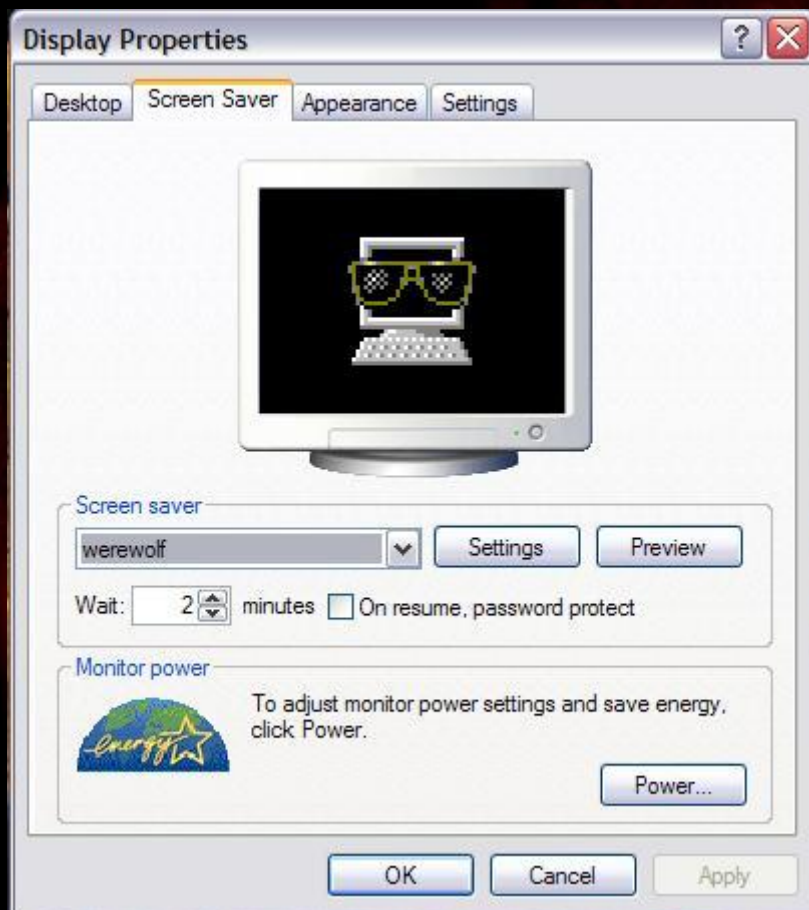 Display Properties
Desktop Screen Saver Appearance Settings
Screen saver
werewolf Settings Preview
Wait: 2 minutes On resume, password protect
Monitor power
To adjust monitor power settings and save energy,
click Power.
energy
Power...
OK Cancel Apply